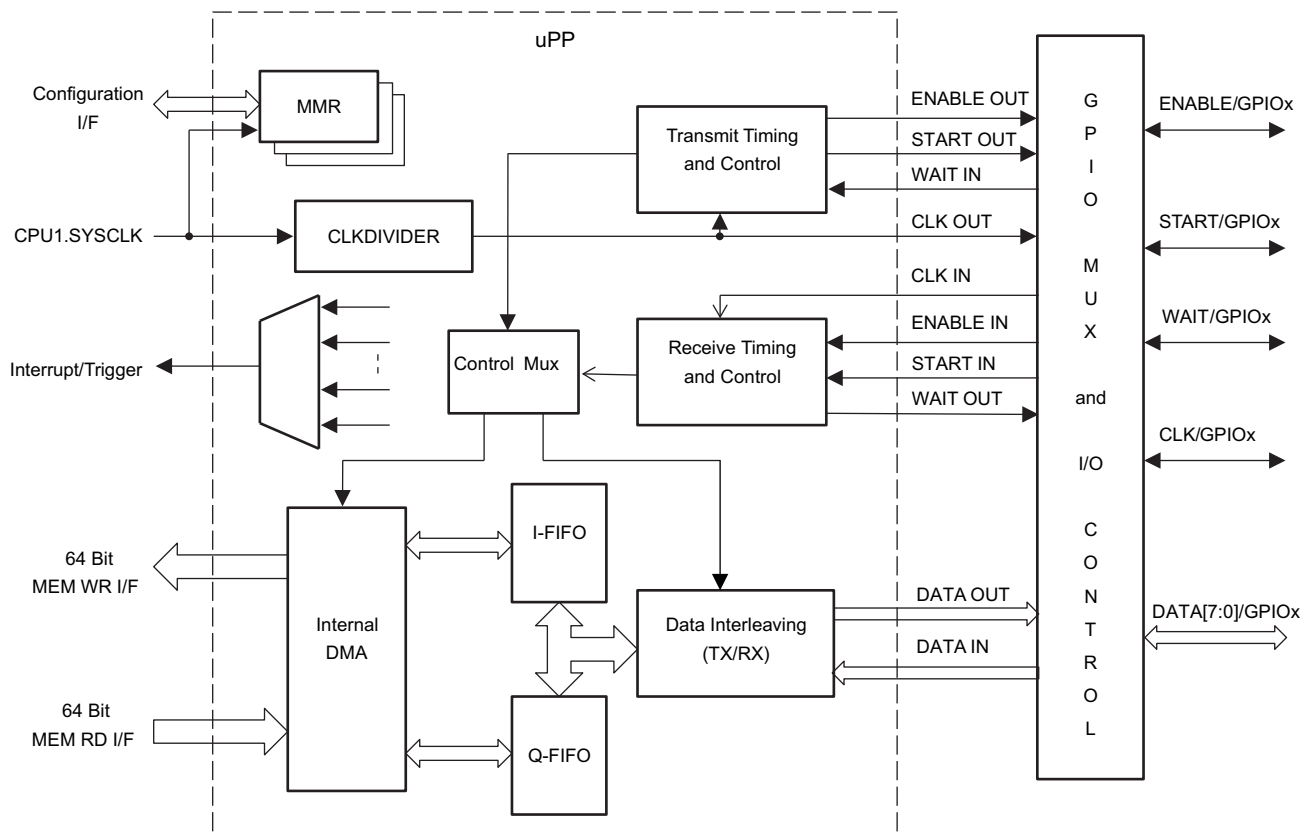 uPP
Configuration
I/F
MMR
CPU1.SYSCLK
CLKDIVIDER
Transmit Timing
and Control
ENABLE OUT
START OUT
WAIT IN
CLK OUT
CLK IN
ENABLE IN
START IN
WAIT OUT
Interrupt/Trigger
Control Mux
Receive Timing
and Control
64 Bit
MEM WR I/F
64 Bit
MEM RD I/F
Internal
DMA
I-FIFO
Q-FIFO
Data Interleaving
(TX/RX)
DATA OUT
DATA IN
G
P
I
O
M
U
X
and
I/O
C
O
N
T
R
O
L
ENABLE/GPIOx
START/GPIOx
WAIT/GPIOx
CLK/GPIOx
DATA[7:0]/GPIOx